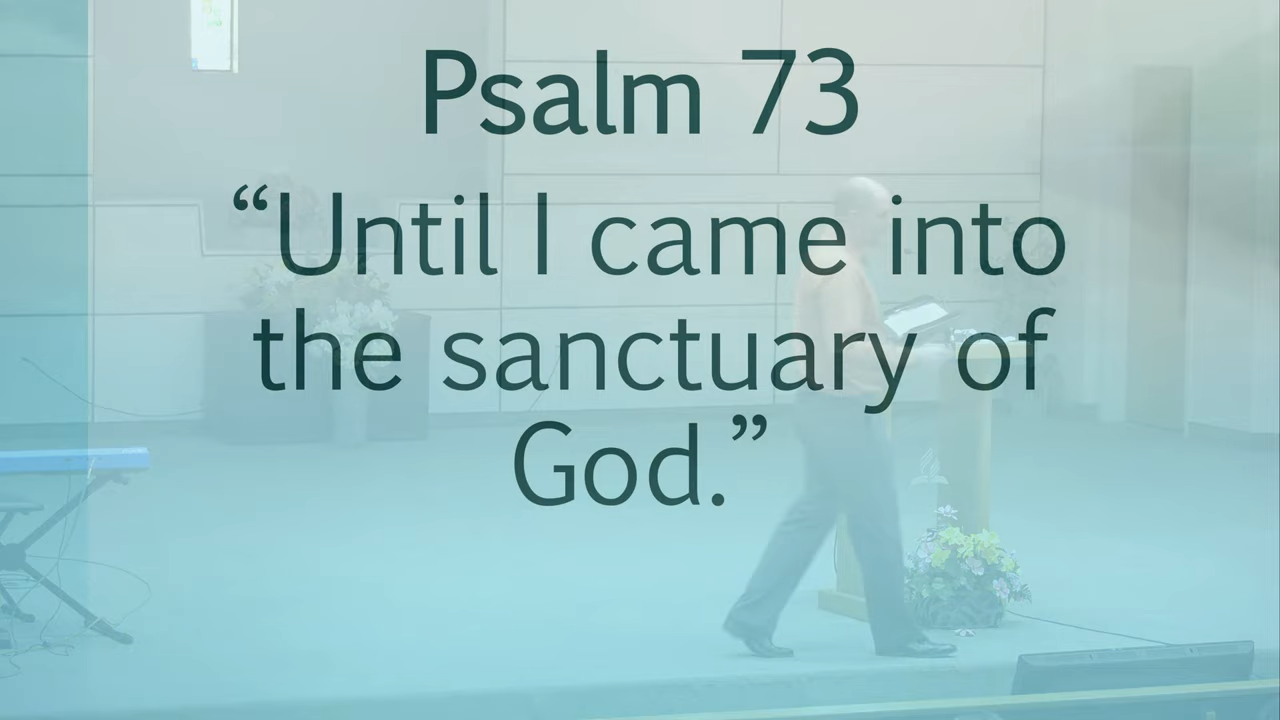 Psalm 73
“Until I came into
the sanctuary of
God.”